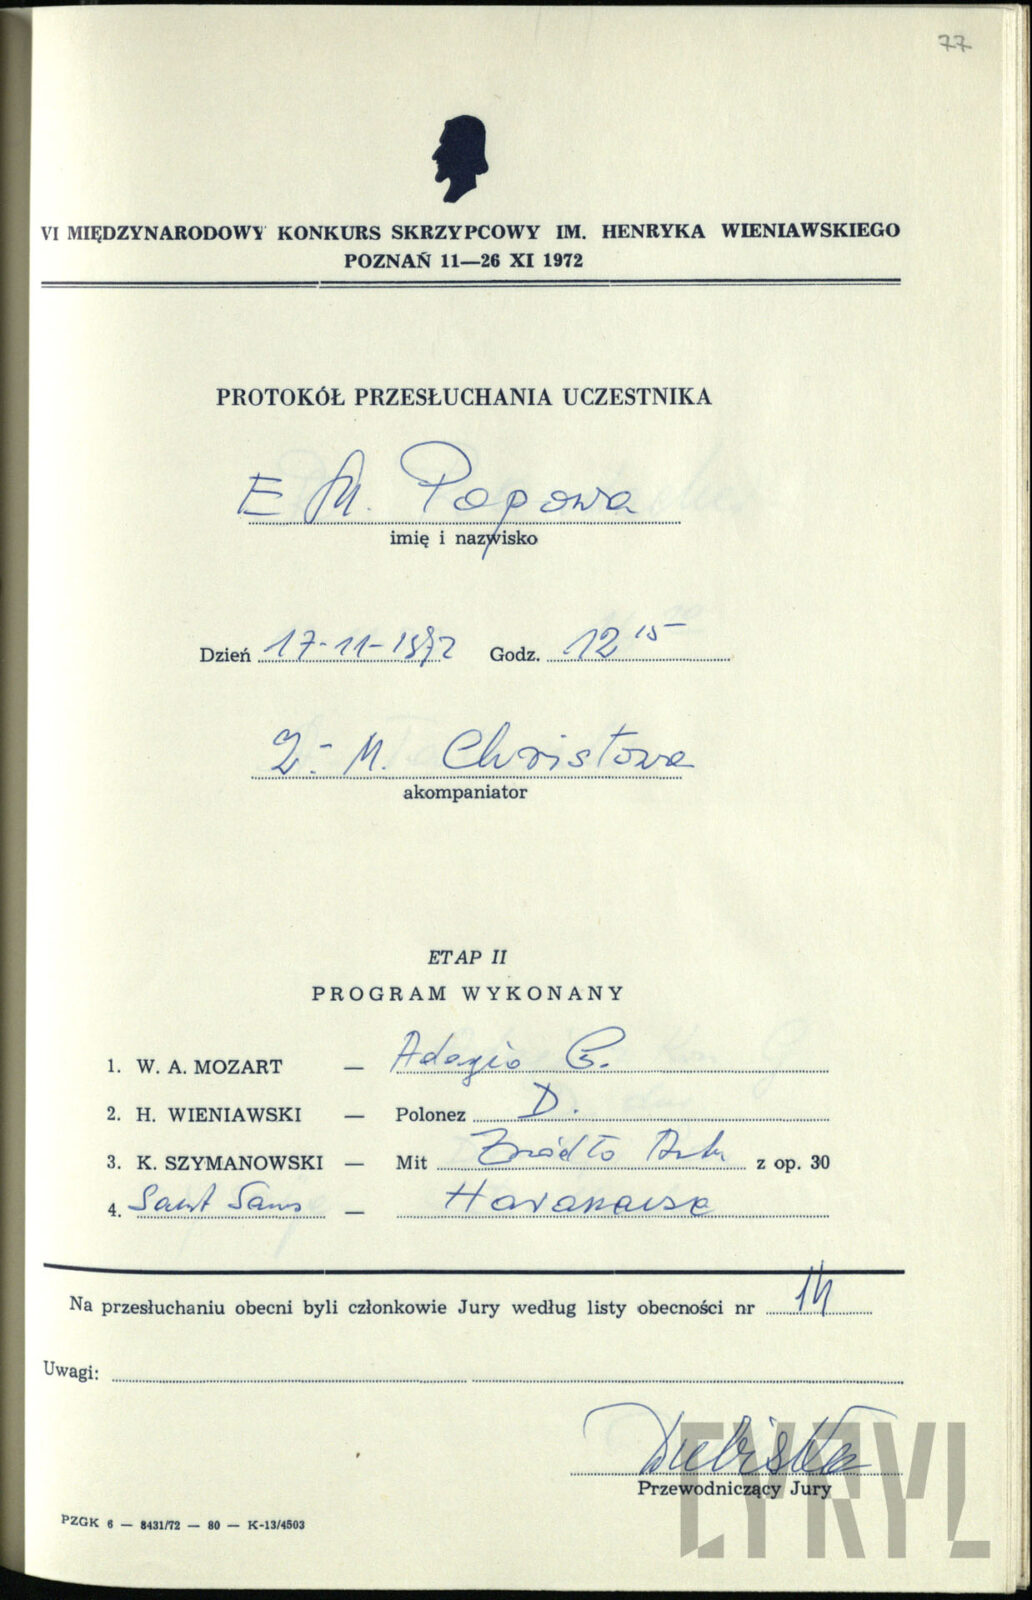 77
VI MIĘDZYNARODOWY KONKURS SKRZYPCOWY IM. HENRYKA WIENIAWSKIEGO
POZNAŃ 11—26 XI 1972
PROTOKÓŁ PRZESŁUCHANIA UCZESTNIKA
E M. Popowa
imię i nazwisko
Dzień 17-11-1972 Godz. 12 15
2.- M. Christowa
akompaniator
ETAP II
PROGRAM WYKONANY
1. W. A. MOZART — Adagio
2. H. WIENIAWSKI — Polonez D.
3. K. SZYMANOWSKI — Mit Źródło z op. 30
4. Saint Saens — Havanaise
Na przesłuchaniu obecni byli członkowie Jury według listy obecności nr 14
Uwagi:
Dubiska
Przewodniczący Jury
PZGK 6 — 8431/72 — 80 — K-13/4503
CYRYL